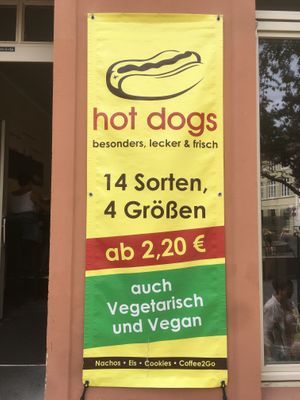 hot dogs
besonders, lecker & frisch
14 Sorten,
4 Größen
ab 2,20 €
auch
Vegetarisch
und Vegan
Nachos • Eis • Cookies • Coffee2Go